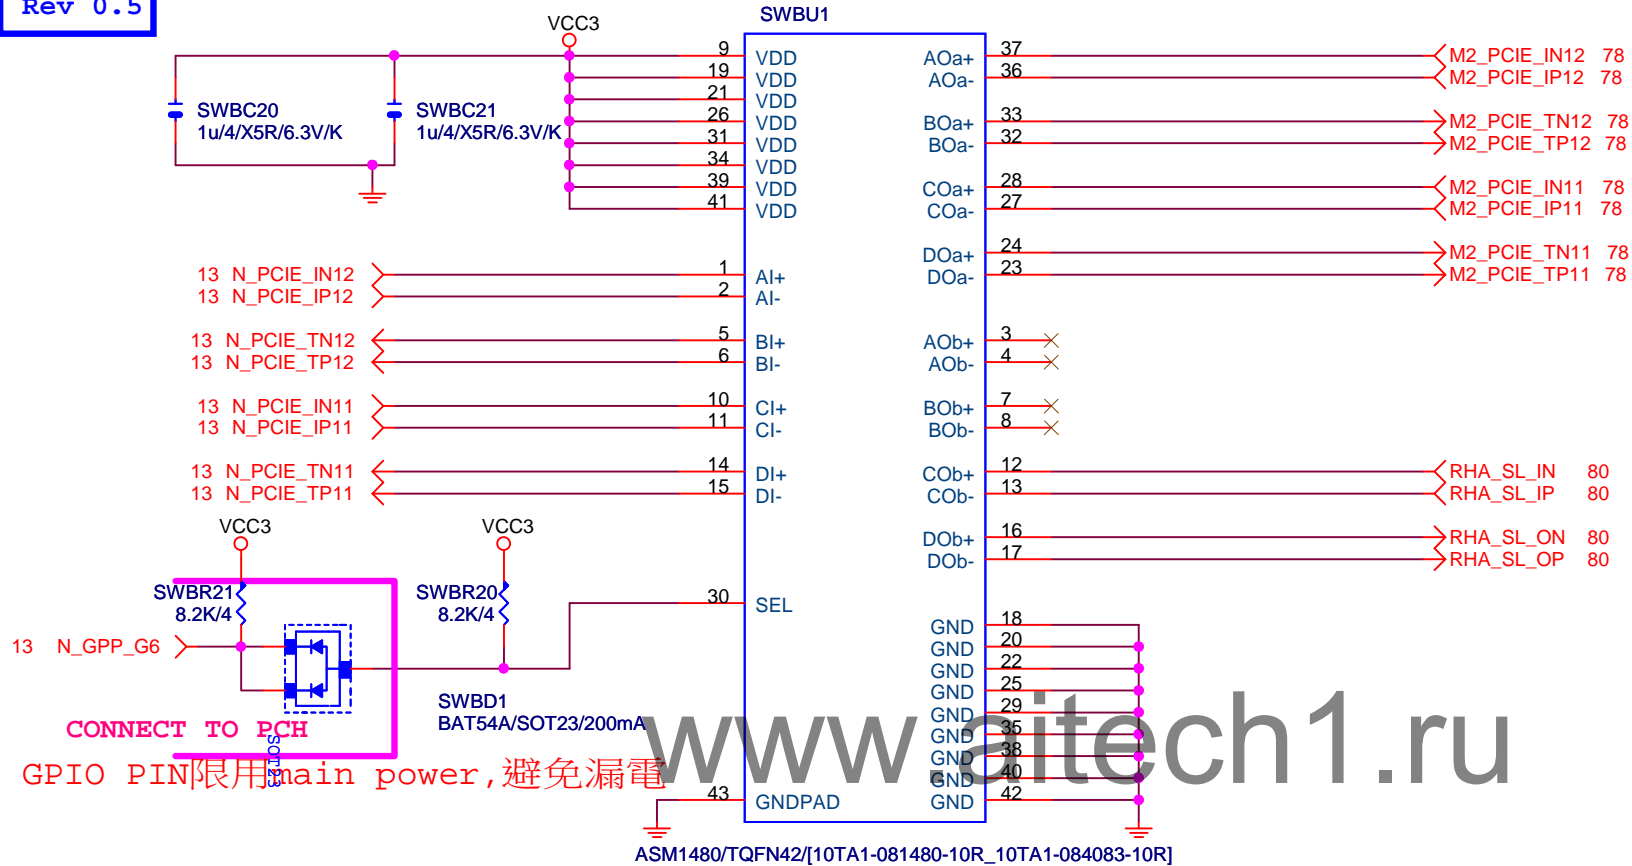 Rev 0.5
SWBU1
VCC3
SWBC20
1u/4/X5R/6.3V/K
SWBC21
1u/4/X5R/6.3V/K
9 VDD
19 VDD
21 VDD
26 VDD
31 VDD
34 VDD
39 VDD
41 VDD
AOa+ 37 M2_PCIE_IN12 78
AOa- 36 M2_PCIE_IP12 78
BOa+ 33 M2_PCIE_TN12 78
BOa- 32 M2_PCIE_TP12 78
COa+ 28 M2_PCIE_IN11 78
COa- 27 M2_PCIE_IP11 78
DOa+ 24 M2_PCIE_TN11 78
DOa- 23 M2_PCIE_TP11 78
13 N_PCIE_IN12 1 AI+
13 N_PCIE_IP12 2 AI-
13 N_PCIE_TN12 5 BI+
13 N_PCIE_TP12 6 BI-
13 N_PCIE_IN11 10 CI+
13 N_PCIE_IP11 11 CI-
13 N_PCIE_TN11 14 DI+
13 N_PCIE_TP11 15 DI-
AOb+ 3
AOb- 4
BOb+ 7
BOb- 8
COb+ 12 RHA_SL_IN 80
COb- 13 RHA_SL_IP 80
DOb+ 16 RHA_SL_ON 80
DOb- 17 RHA_SL_OP 80
VCC3
VCC3
SWBR21
8.2K/4
SWBR20
8.2K/4
30 SEL
13 N_GPP_G6
SWBD1
BAT54A/SOT23/200mA
SOT23
CONNECT TO PCH
GPIO PIN限用main power,避免漏電
GND 18
GND 20
GND 22
GND 25
GND 29
GND 35
GND 38
GND 40
GND 42
43 GNDPAD
www.aitech1.ru
ASM1480/TQFN42/[10TA1-081480-10R_10TA1-084083-10R]